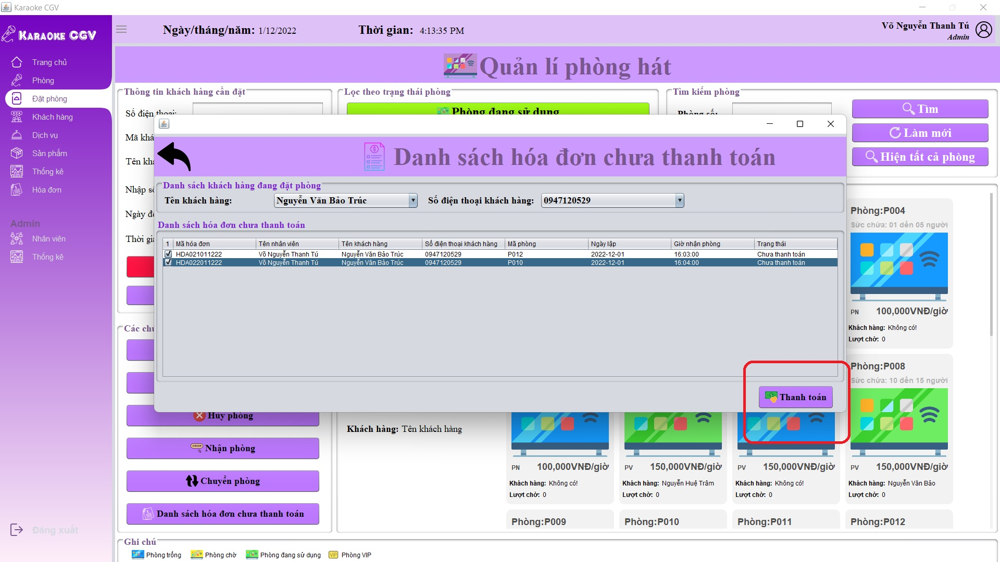 Karaoke CGV
KARAOKE CGV
Ngày/tháng/năm: 1/12/2022
Thời gian: 4:13:35 PM
Võ Nguyễn Thanh Tú
Admin
Trang chủ
Phòng
Đặt phòng
Khách hàng
Dịch vụ
Sản phẩm
Thống kê
Hóa đơn
Admin
Nhân viên
Thống kê
Đăng xuất
Quản lí phòng hát
Thông tin khách hàng cần đặt
Số điện thoại:
Mã khá
Tên khá
Nhập số
Ngày đ
Thời gia
Lọc theo trạng thái phòng
Phòng đang sử dụng
Tìm kiếm phòng
Phòng số:
Tìm
Làm mới
Hiện tất cả phòng
Danh sách hóa đơn chưa thanh toán
Danh sách khách hàng đang đặt phòng
Tên khách hàng: Nguyễn Văn Bảo Trúc
Số điện thoại khách hàng: 0947120529
Danh sách hóa đơn chưa thanh toán
1 Mã hóa đơn Tên nhân viên Tên khách hàng Số điện thoại khách hàng Mã phòng Ngày lập Giờ nhận phòng Trạng thái
HDA021011222 Võ Nguyễn Thanh Tú Nguyễn Văn Bảo Trúc 0947120529 P012 2022-12-01 16:03:00 Chưa thanh toán
HDA022011222 Võ Nguyễn Thanh Tú Nguyễn Văn Bảo Trúc 0947120529 P010 2022-12-01 16:04:00 Chưa thanh toán
Thanh toán
Phòng:P004
Sức chứa: 01 đến 05 người
PN 100,000VNĐ/giờ
Khách hàng: Không có!
Lượt chờ: 0
Phòng:P008
Sức chứa: 10 đến 15 người
PV 150,000VNĐ/giờ
Khách hàng: Nguyễn Văn Bảo
Lượt chờ: 0
Các chứ
Hủy phòng
Nhận phòng
Chuyển phòng
Danh sách hóa đơn chưa thanh toán
Khách hàng: Tên khách hàng
PN 100,000VNĐ/giờ
Khách hàng: Không có!
Lượt chờ: 0
PV 150,000VNĐ/giờ
Khách hàng: Nguyễn Huệ Trâm
Lượt chờ: 0
PV 150,000VNĐ/giờ
Khách hàng: Không có!
Lượt chờ: 0
Phòng:P009
Phòng:P010
Phòng:P011
Phòng:P012
Ghi chú
Phòng trống
Phòng chờ
Phòng đang sử dụng
VIP Phòng VIP